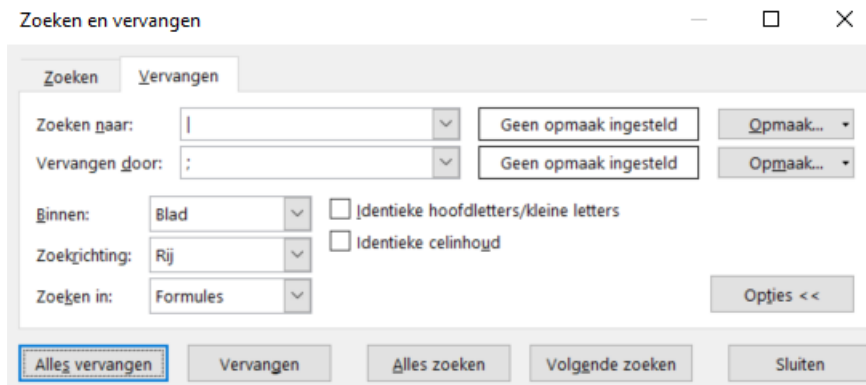 Zoeken en vervangen
Zoeken
Vervangen
Zoeken naar: | Geen opmaak ingesteld Opmaak...
Vervangen door: ; Geen opmaak ingesteld Opmaak...
Binnen: Blad Identieke hoofdletters/kleine letters
Zoekrichting: Rij Identieke celinhoud
Zoeken in: Formules Opties <<
Alles vervangen Vervangen Alles zoeken Volgende zoeken Sluiten